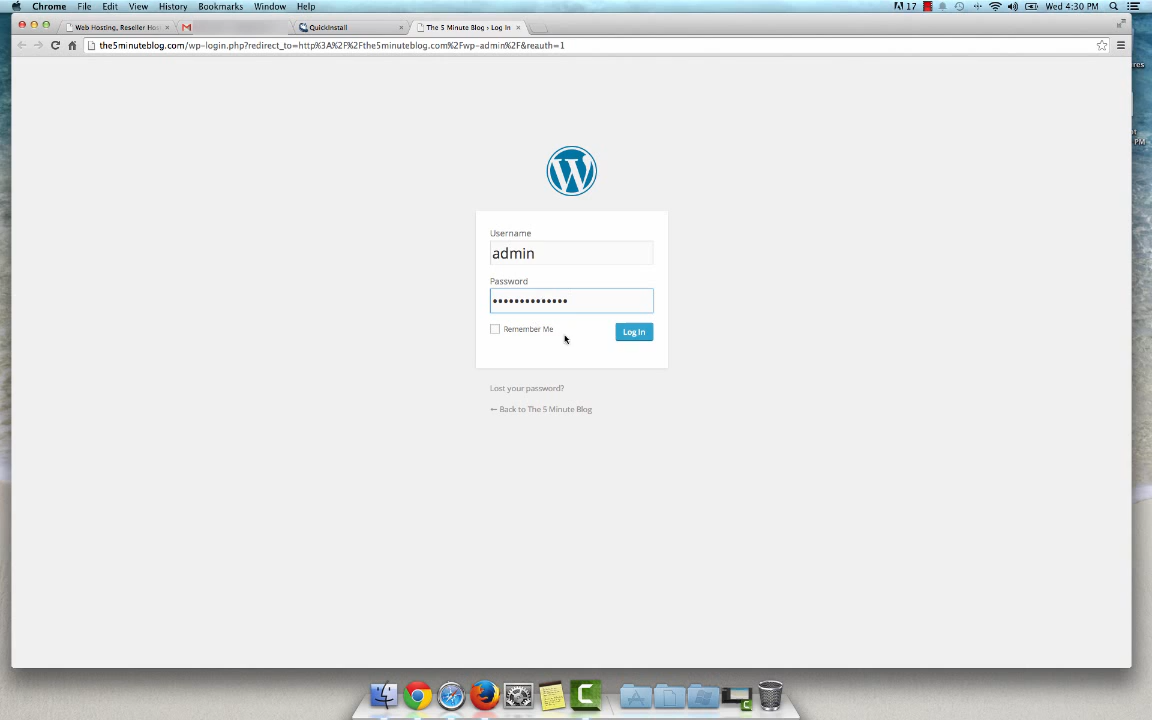 Chrome File Edit View History Bookmarks Window Help 17 Wed 4:30 PM
Web Hosting, Reseller Ho × QuickInstall × The 5 Minute Blog › Log In ×
the5minuteblog.com/wp-login.php?redirect_to=http%3A%2F%2Fthe5minuteblog.com%2Fwp-admin%2F&reauth=1
Username
admin
Password
••••••••••••••
Remember Me Log In
Lost your password?
← Back to The 5 Minute Blog
PM